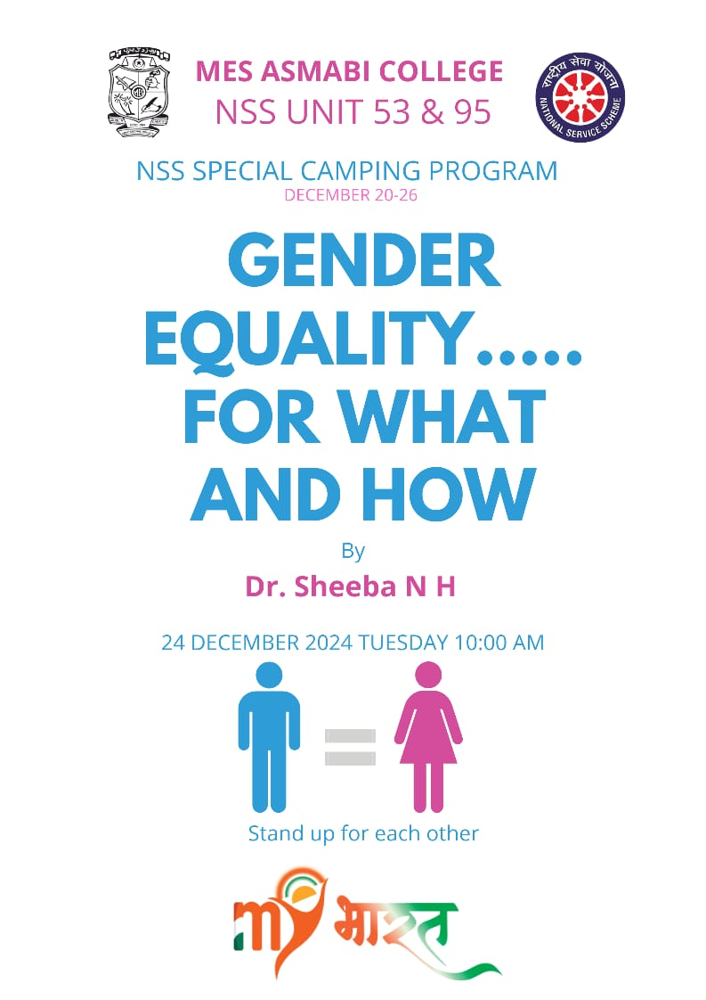 MES ASMABI COLLEGE
NSS UNIT 53 & 95
राष्ट्रीय सेवा योजना
NATIONAL SERVICE SCHEME
NSS SPECIAL CAMPING PROGRAM
DECEMBER 20-26
GENDER
EQUALITY.....
FOR WHAT
AND HOW
By
Dr. Sheeba N H
24 DECEMBER 2024 TUESDAY 10:00 AM
Stand up for each other
my भारत